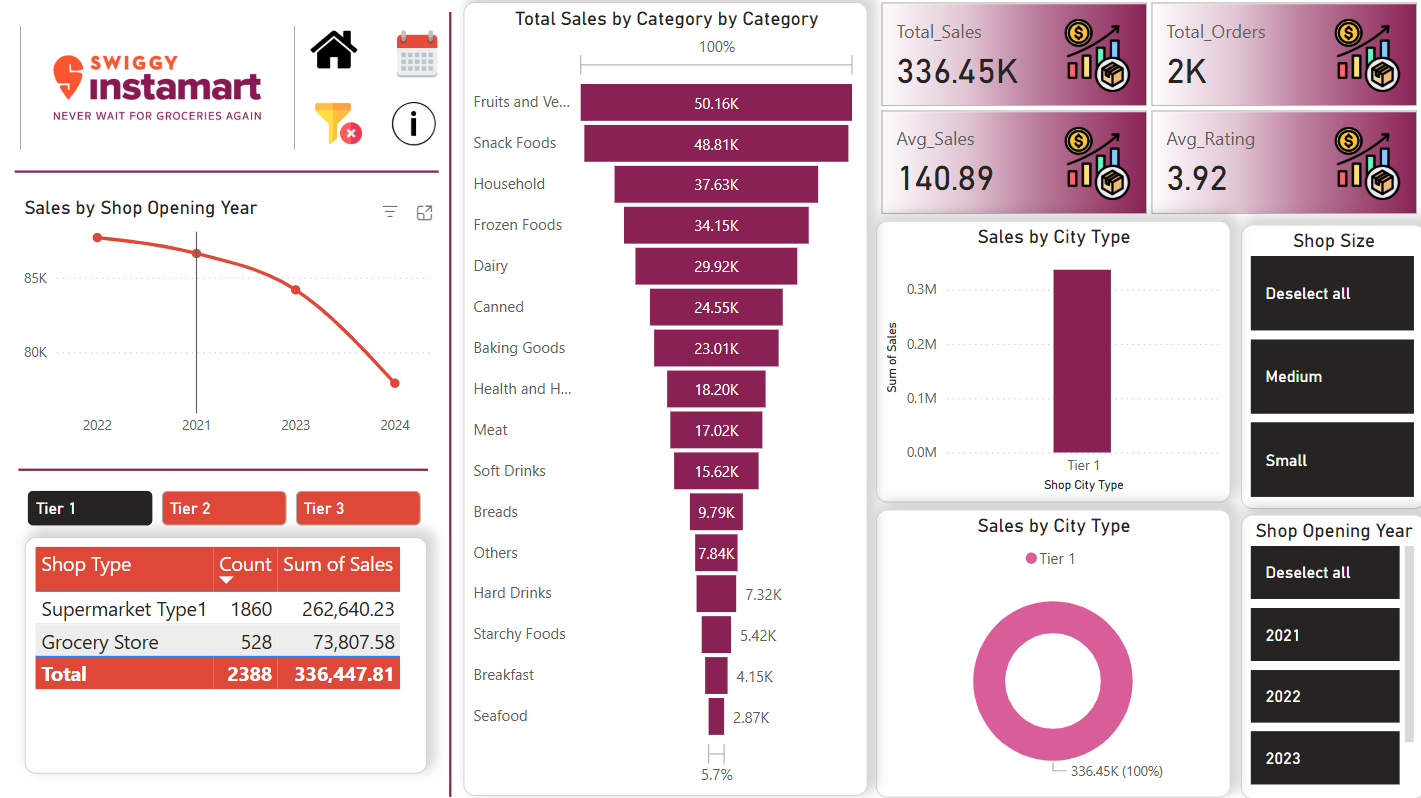 SWIGGY
instamart
NEVER WAIT FOR GROCERIES AGAIN
i
Sales by Shop Opening Year
85K
80K
2022 2021 2023 2024
Tier 1 Tier 2 Tier 3
Shop Type Count Sum of Sales
Supermarket Type1 1860 262,640.23
Grocery Store 528 73,807.58
Total 2388 336,447.81
Total Sales by Category by Category
100%
Fruits and Ve... 50.16K
Snack Foods 48.81K
Household 37.63K
Frozen Foods 34.15K
Dairy 29.92K
Canned 24.55K
Baking Goods 23.01K
Health and H... 18.20K
Meat 17.02K
Soft Drinks 15.62K
Breads 9.79K
Others 7.84K
Hard Drinks 7.32K
Starchy Foods 5.42K
Breakfast 4.15K
Seafood 2.87K
5.7%
Total_Sales
336.45K
Total_Orders
2K
Avg_Sales
140.89
Avg_Rating
3.92
Sales by City Type
Sum of Sales
0.3M
0.2M
0.1M
0.0M
Tier 1
Shop City Type
Shop Size
Deselect all
Medium
Small
Sales by City Type
Tier 1
336.45K (100%)
Shop Opening Year
Deselect all
2021
2022
2023